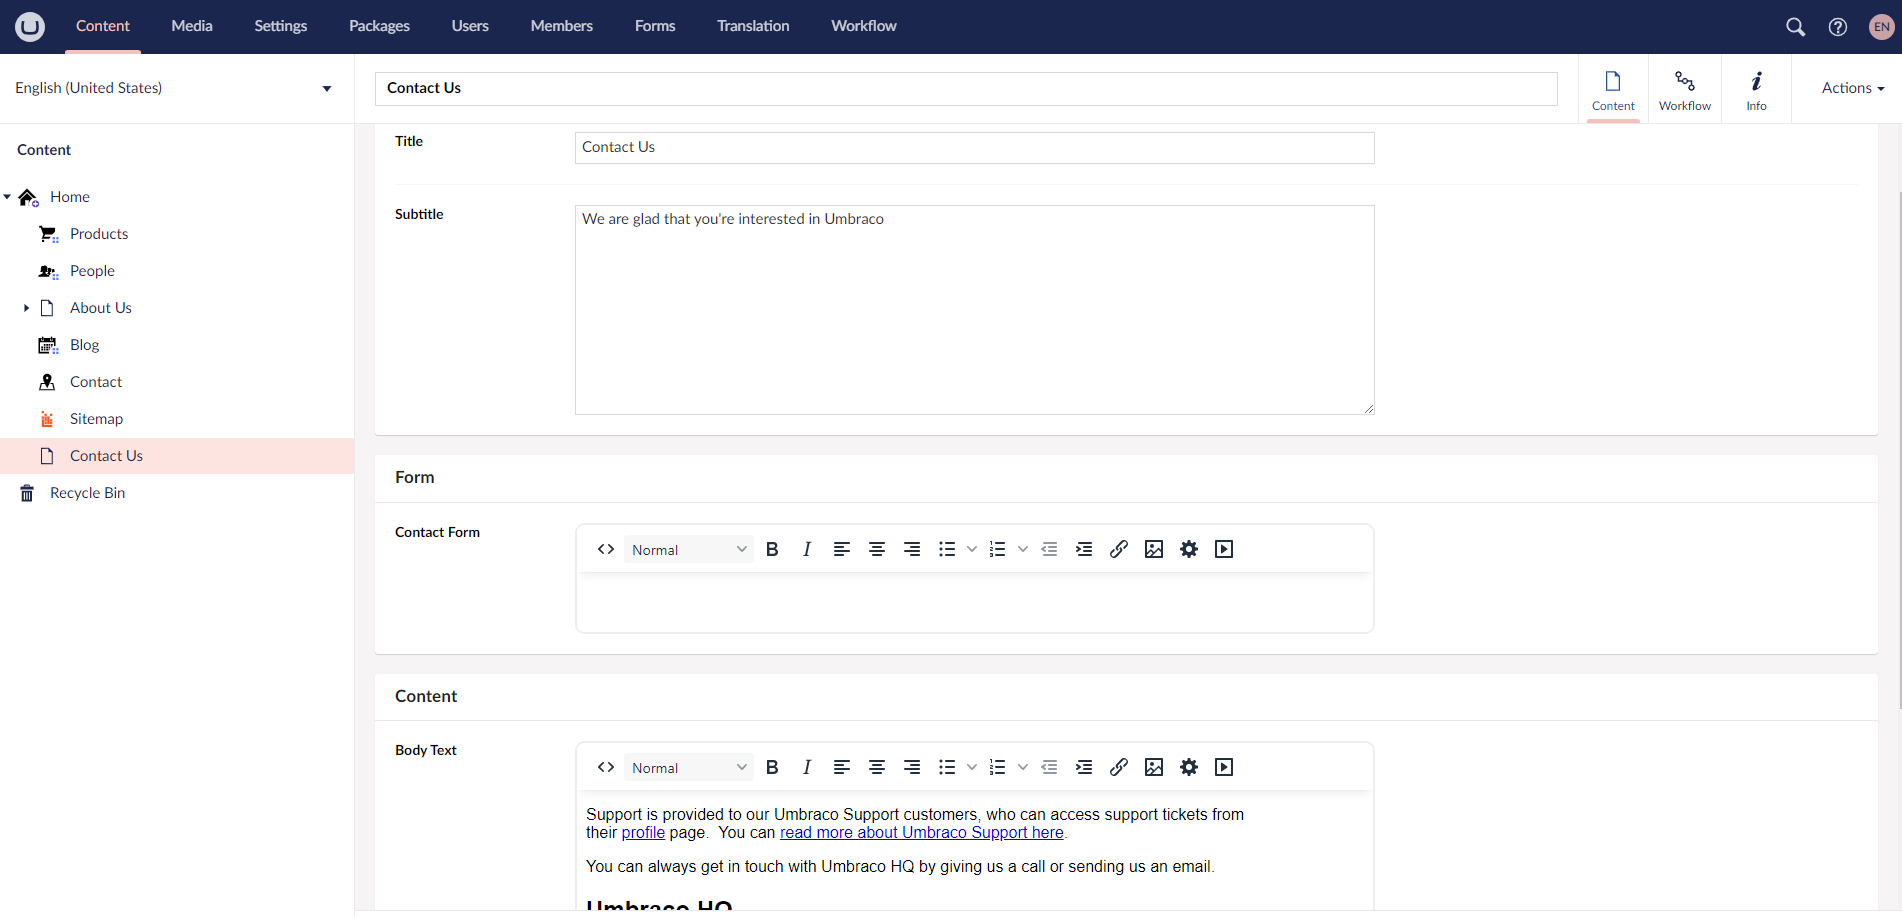 Content Media Settings Packages Users Members Forms Translation Workflow EN
English (United States)
Contact Us
Content
Workflow
Info
Actions
Content
Home
Products
People
About Us
Blog
Contact
Sitemap
Contact Us
Recycle Bin
Title
Contact Us
Subtitle
We are glad that you're interested in Umbraco
Form
Contact Form
Normal
Content
Body Text
Normal
Support is provided to our Umbraco Support customers, who can access support tickets from
their profile page. You can read more about Umbraco Support here.
You can always get in touch with Umbraco HQ by giving us a call or sending us an email.
Umbraco HQ